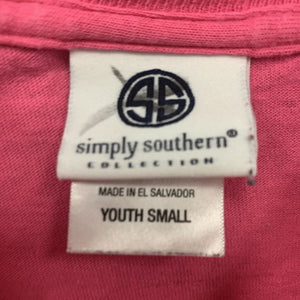 SS
simply southern®
COLLECTION
MADE IN EL SALVADOR
YOUTH SMALL